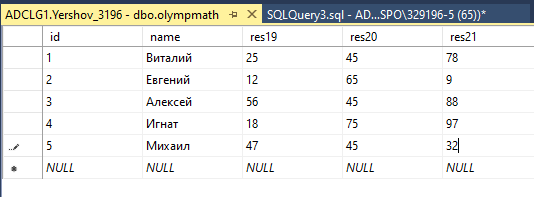 ADCLG1.Yershov_3196 - dbo.olympmath SQLQuery3.sql - AD...SPO\329196-5 (65))*
id name res19 res20 res21
1 Виталий 25 45 78
2 Евгений 12 65 9
3 Алексей 56 45 88
4 Игнат 18 75 97
5 Михаил 47 45 32
NULL NULL NULL NULL NULL